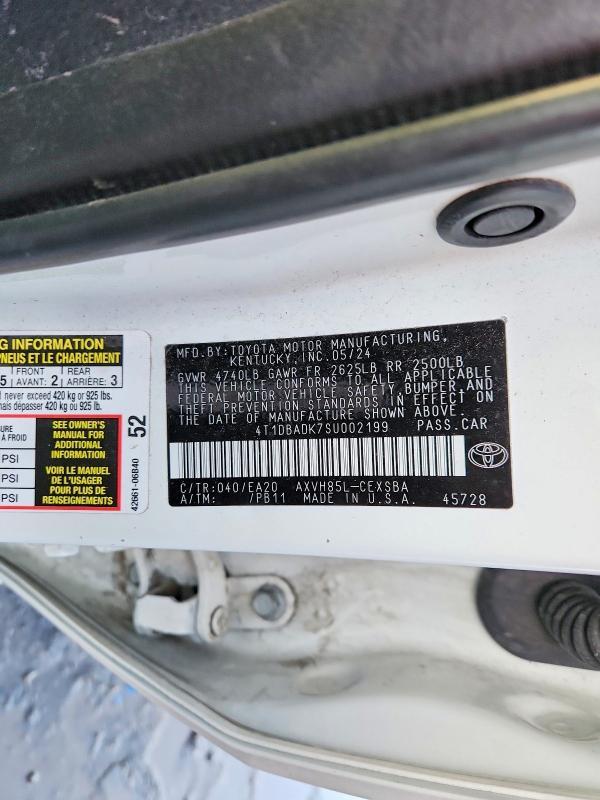 MFD.BY:TOYOTA MOTOR MANUFACTURING,
KENTUCKY,INC.05/24
GVWR 4740LB GAWR FR 2625LB RR 2500LB
THIS VEHICLE CONFORMS TO ALL APPLICABLE
FEDERAL MOTOR VEHICLE SAFETY, BUMPER, AND
THEFT PREVENTION STANDARDS IN EFFECT ON
THE DATE OF MANUFACTURE SHOWN ABOVE.
4T1DBADK7SU002199 PASS.CAR
C/TR:040/EA20 AXVH85L-CEXSBA
A/TM: /PB11 MADE IN U.S.A. 45728
INFORMATION
PNEUS ET LE CHARGEMENT
FRONT REAR
5 AVANT: 2 ARRIÈRE: 3
never exceed 420 kg or 925 lbs.
mais dépasser 420 kg ou 925 lb.
À FROID
PSI
PSI
PSI
SEE OWNER'S
MANUAL FOR
ADDITIONAL
INFORMATION
VOIR LE MANUEL
DE L'USAGER
POUR PLUS DE
RENSEIGNEMENTS
52
42661-06B40